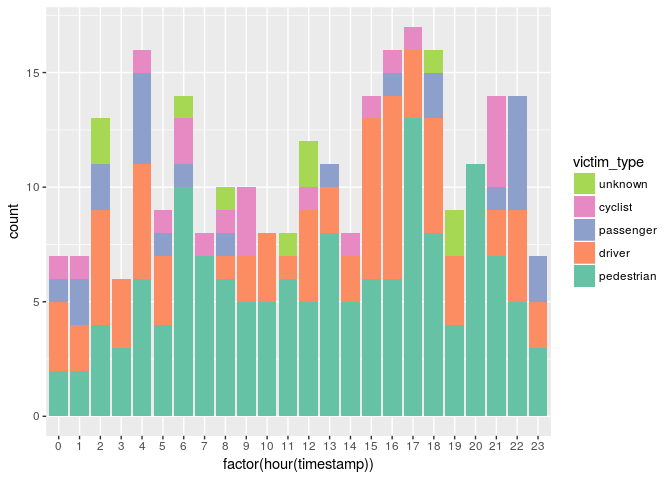 count
15
10
5
0
0 1 2 3 4 5 6 7 8 9 10 11 12 13 14 15 16 17 18 19 20 21 22 23
factor(hour(timestamp))
victim_type
unknown
cyclist
passenger
driver
pedestrian